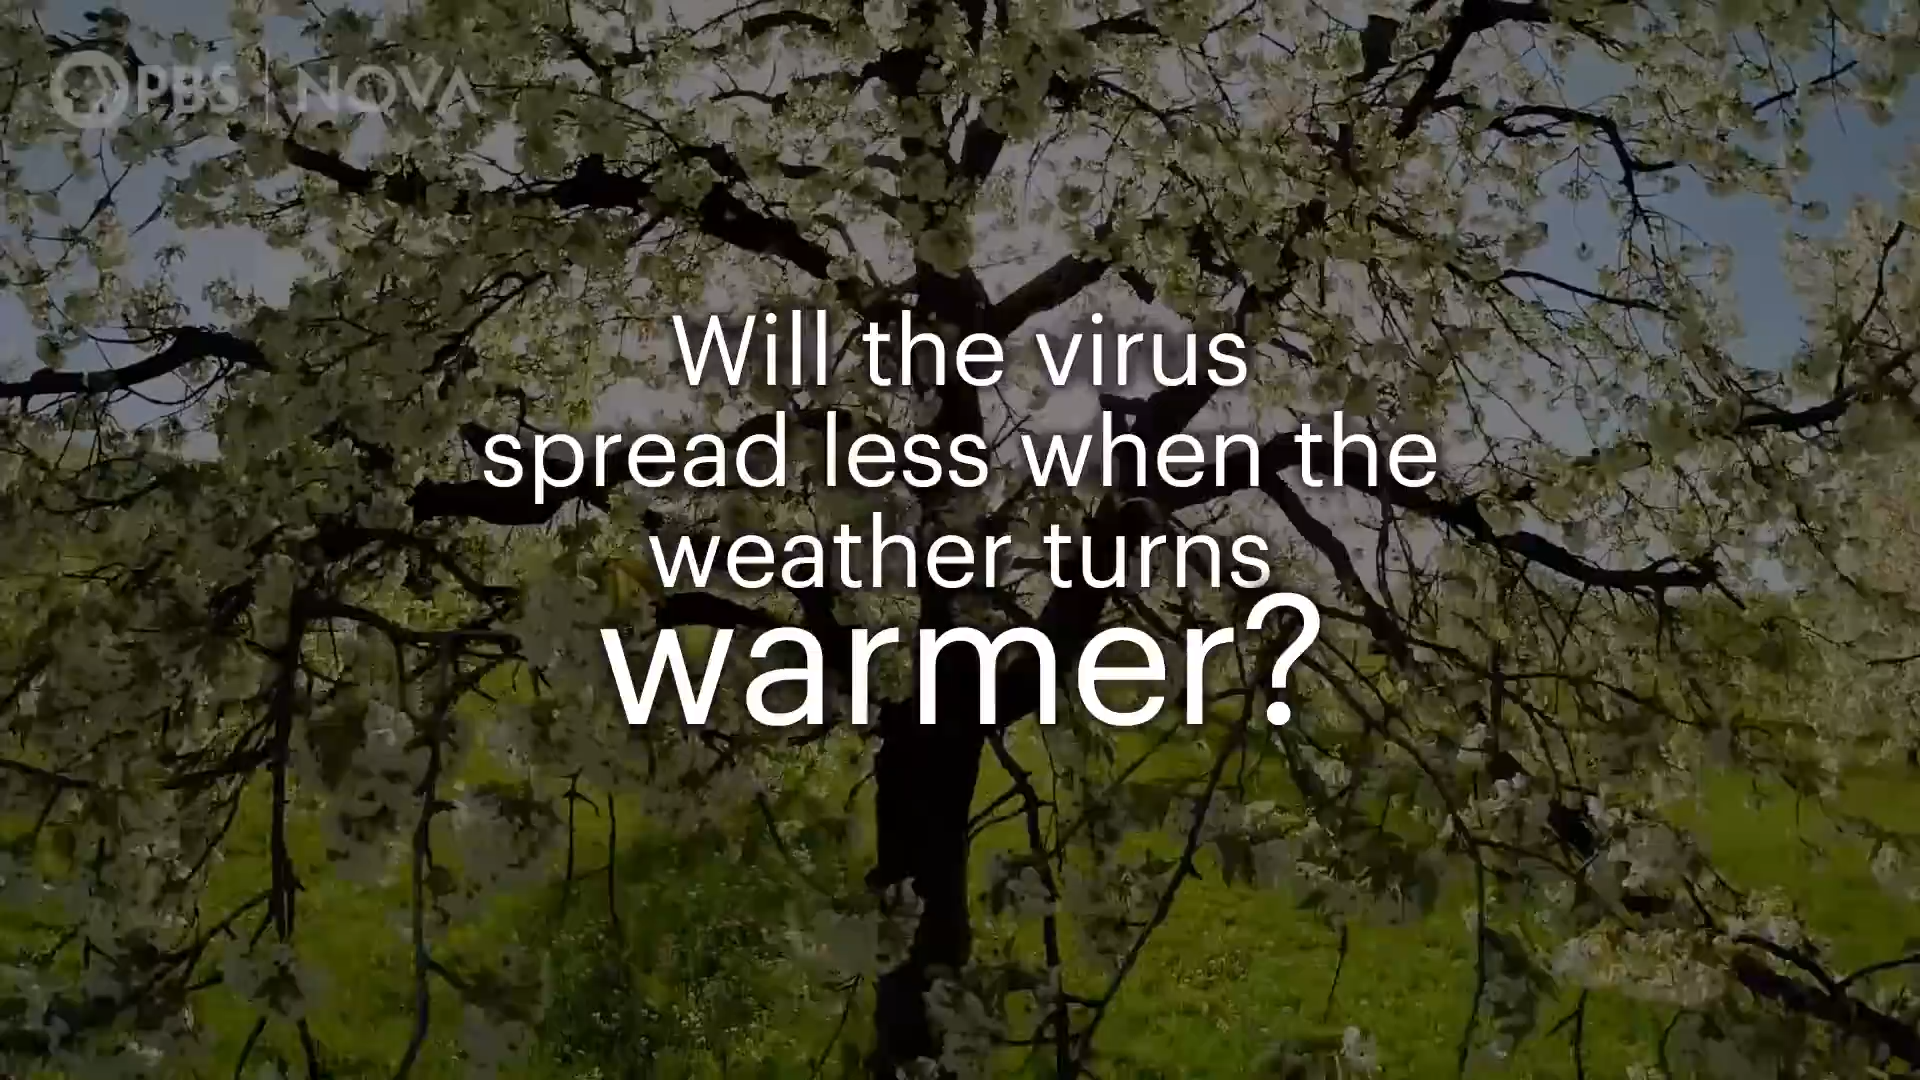 PBS | NOVA
Will the virus
spread less when the
weather turns
warmer?